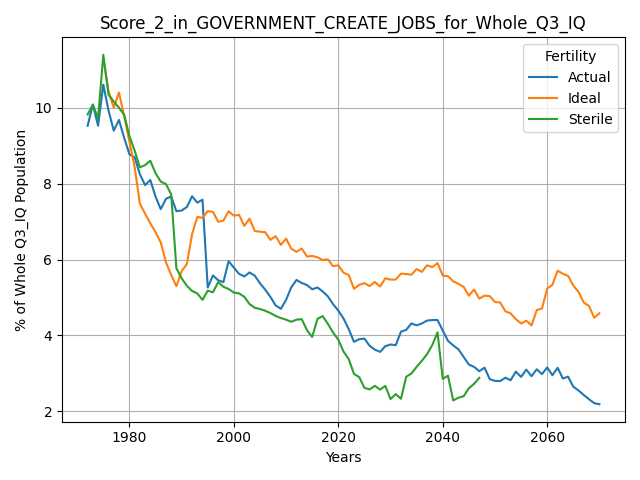 Score_2_in_GOVERNMENT_CREATE_JOBS_for_Whole_Q3_IQ
Fertility
Actual
Ideal
Sterile
% of Whole Q3_IQ Population
10
8
6
4
2
1980
2000
2020
2040
2060
Years